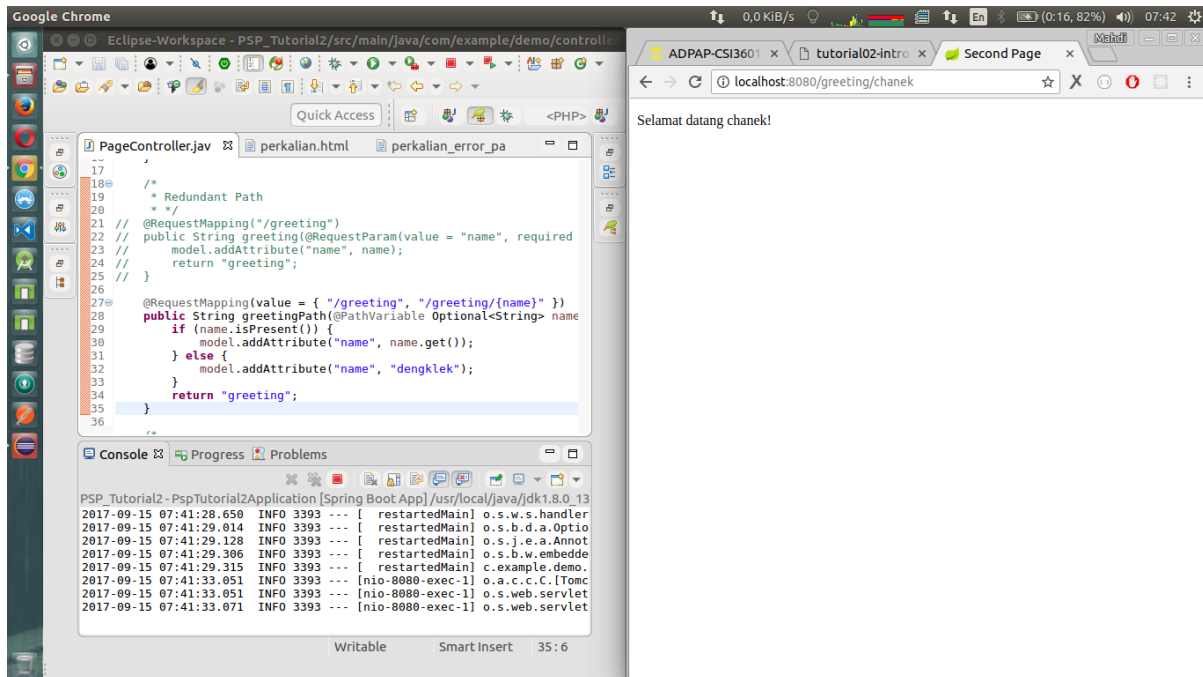 Google Chrome
0,0 KiB/s
En
(0:16, 82%)
07:42
Eclipse-Workspace - PSP_Tutorial2/src/main/java/com/example/demo/controlle
Quick Access
<PHP>
PageController.jav
perkalian.html
perkalian_error_pa
16 }
17
18 /*
19 * Redundant Path
20 * */
21 // @RequestMapping("/greeting")
22 // public String greeting(@RequestParam(value = "name", required
23 // model.addAttribute("name", name);
24 // return "greeting";
25 // }
26
27 @RequestMapping(value = { "/greeting", "/greeting/{name}" })
28 public String greetingPath(@PathVariable Optional<String> name
29 if (name.isPresent()) {
30 model.addAttribute("name", name.get());
31 } else {
32 model.addAttribute("name", "dengklek");
33 }
34 return "greeting";
35 }
36
/*
Console
Progress
Problems
PSP_Tutorial2 - PspTutorial2Application [Spring Boot App] /usr/local/java/jdk1.8.0_13
2017-09-15 07:41:28.650 INFO 3393 --- [ restartedMain] o.s.w.s.handler
2017-09-15 07:41:29.014 INFO 3393 --- [ restartedMain] o.s.b.d.a.Optio
2017-09-15 07:41:29.128 INFO 3393 --- [ restartedMain] o.s.j.e.a.Annot
2017-09-15 07:41:29.306 INFO 3393 --- [ restartedMain] o.s.b.w.embedde
2017-09-15 07:41:29.315 INFO 3393 --- [ restartedMain] c.example.demo.
2017-09-15 07:41:33.051 INFO 3393 --- [nio-8080-exec-1] o.a.c.c.C.[Tomc
2017-09-15 07:41:33.051 INFO 3393 --- [nio-8080-exec-1] o.s.web.servlet
2017-09-15 07:41:33.071 INFO 3393 --- [nio-8080-exec-1] o.s.web.servlet
Writable
Smart Insert
35 : 6
Mahdi
ADPAP-CSI3601
tutorial02-intro
Second Page
localhost:8080/greeting/chanek
Selamat datang chanek!